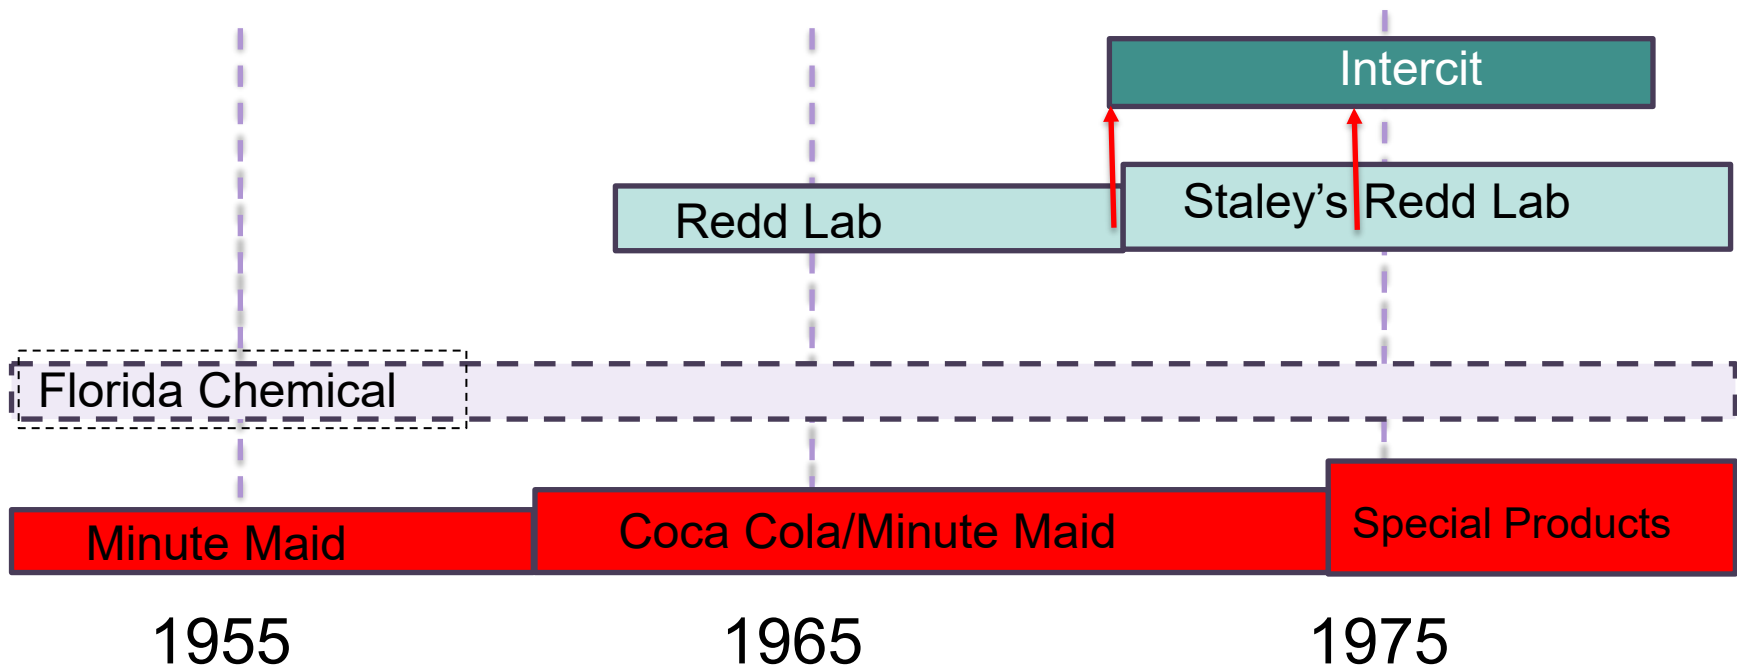 Intercit
Staley's Redd Lab
Redd Lab
Florida Chemical
Minute Maid
Coca Cola/Minute Maid
Special Products
1955
1965
1975